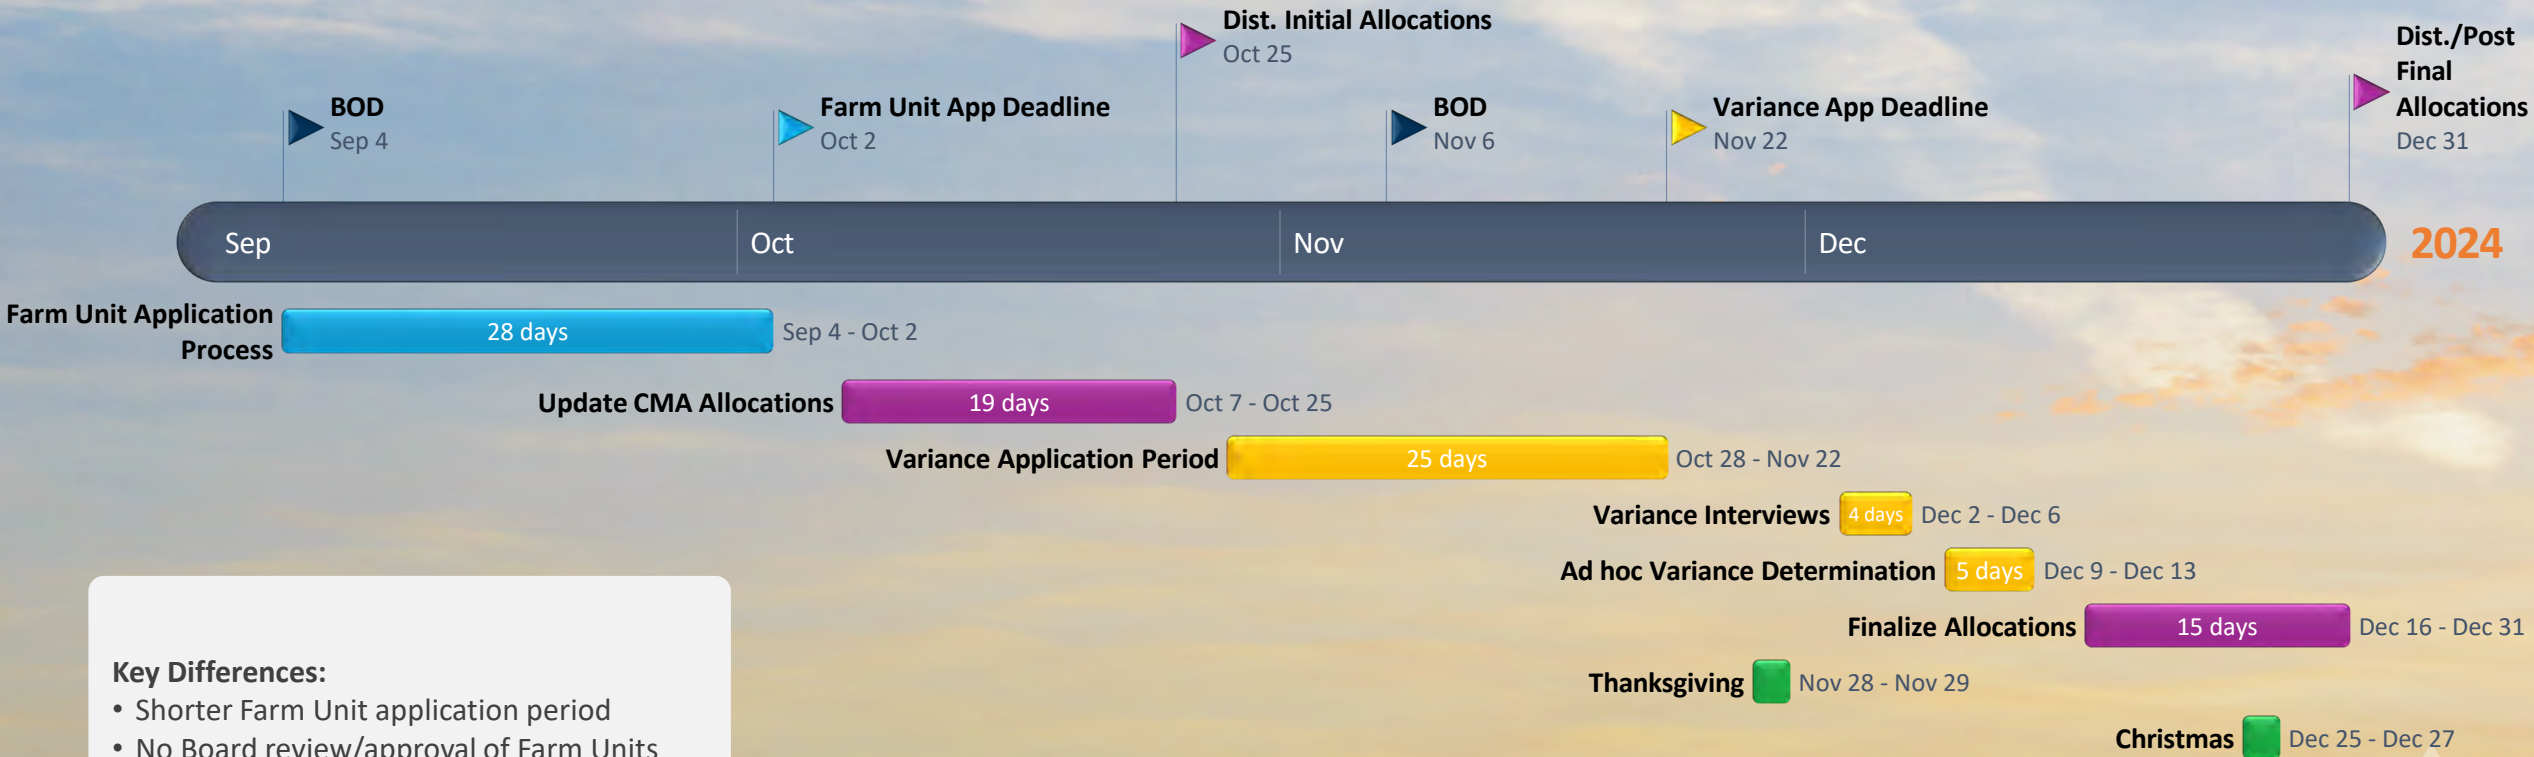 Dist. Initial Allocations
Oct 25
Dist./Post
Final
Allocations
Dec 31
BOD
Sep 4
Farm Unit App Deadline
Oct 2
BOD
Nov 6
Variance App Deadline
Nov 22
Sep
Oct
Nov
Dec
2024
Farm Unit Application
Process
28 days
Sep 4 - Oct 2
Update CMA Allocations
19 days
Oct 7 - Oct 25
Variance Application Period
25 days
Oct 28 - Nov 22
Variance Interviews
4 days
Dec 2 - Dec 6
Ad hoc Variance Determination
5 days
Dec 9 - Dec 13
Finalize Allocations
15 days
Dec 16 - Dec 31
Thanksgiving
Nov 28 - Nov 29
Christmas
Dec 25 - Dec 27
Key Differences:
• Shorter Farm Unit application period
• No Board review/approval of Farm Units